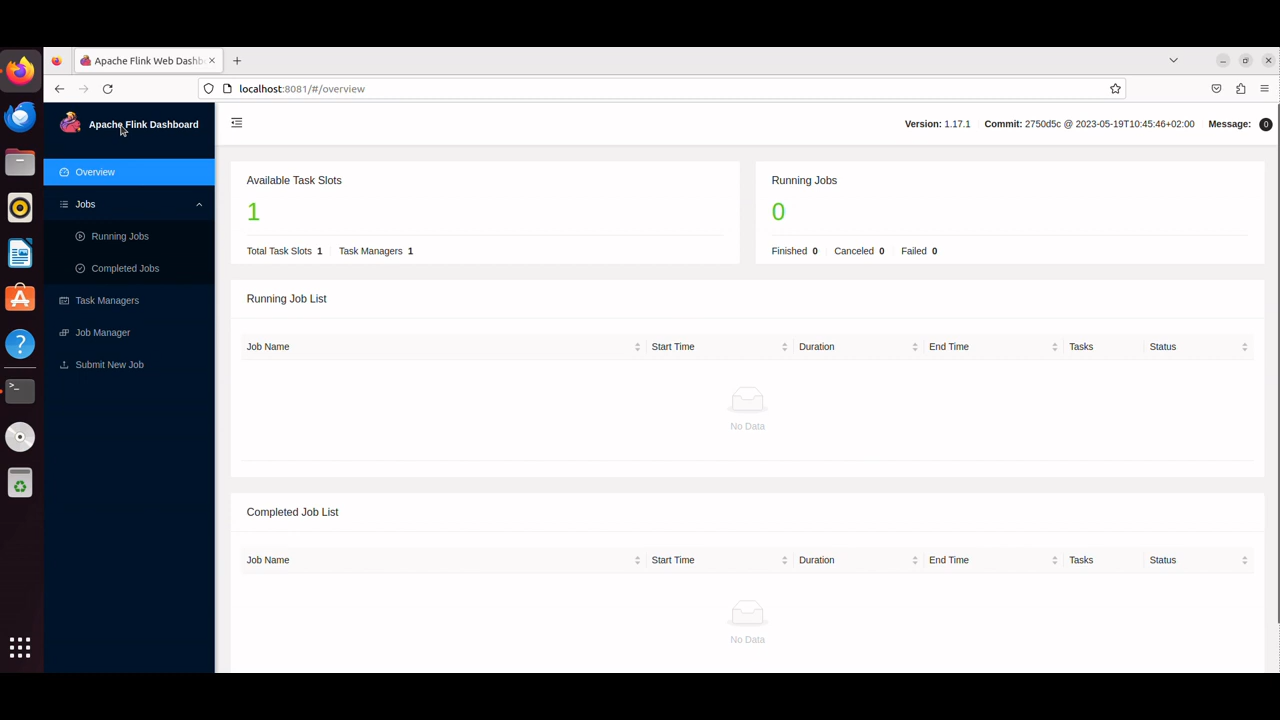 Apache Flink Web Dashb
localhost:8081/#/overview
Apache Flink Dashboard
Version: 1.17.1 Commit: 2750d5c @ 2023-05-19T10:45:46+02:00 Message: 0
Overview
Jobs
Running Jobs
Completed Jobs
Task Managers
Job Manager
Submit New Job
Available Task Slots
1
Total Task Slots 1 Task Managers 1
Running Jobs
0
Finished 0 Canceled 0 Failed 0
Running Job List
Job Name Start Time Duration End Time Tasks Status
No Data
Completed Job List
Job Name Start Time Duration End Time Tasks Status
No Data